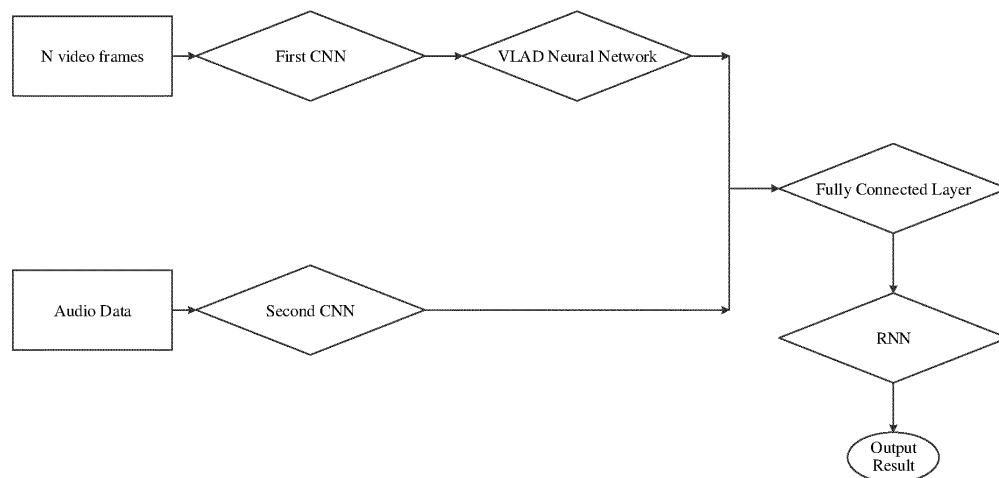 N video frames
First CNN
VLAD Neural Network
Fully Connected Layer
Audio Data
Second CNN
RNN
Output
Result